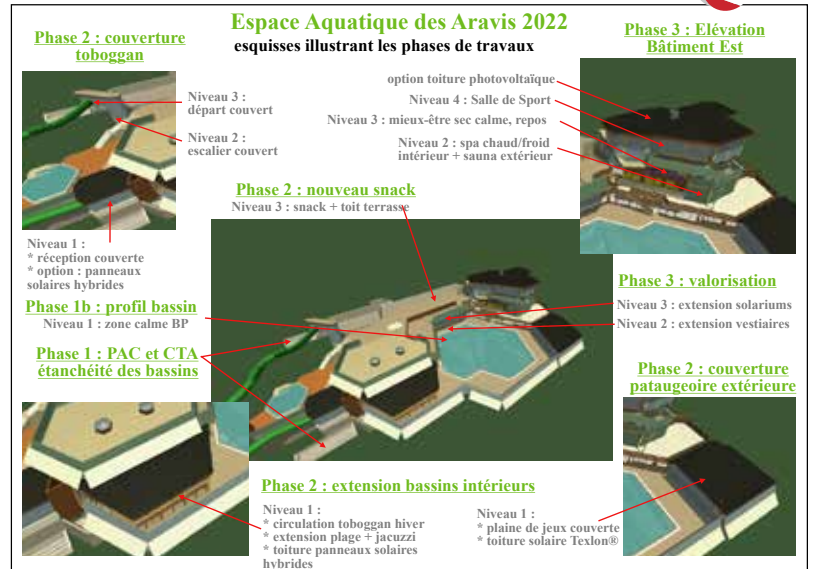 Espace Aquatique des Aravis 2022
esquisses illustrant les phases de travaux
Phase 2 : couverture
toboggan
Niveau 3 :
départ couvert
Niveau 2 :
escalier couvert
Niveau 1 :
* réception couverte
* option : panneaux
solaires hybrides
Phase 3 : Elévation
Bâtiment Est
option toiture photovoltaïque
Niveau 4 : Salle de Sport
Niveau 3 : mieux-être sec calme, repos
Niveau 2 : spa chaud/froid
intérieur + sauna extérieur
Phase 2 : nouveau snack
Niveau 3 : snack + toit terrasse
Phase 1b : profil bassin
Niveau 1 : zone calme BP
Phase 1 : PAC et CTA
étanchéité des bassins
Phase 3 : valorisation
Niveau 3 : extension solariums
Niveau 2 : extension vestiaires
Phase 2 : couverture
pataugeoire extérieure
Phase 2 : extension bassins intérieurs
Niveau 1 :
* circulation toboggan hiver
* extension plage + jacuzzi
* toiture panneaux solaires
hybrides
Niveau 1 :
* plaine de jeux couverte
* toiture solaire Texlon®